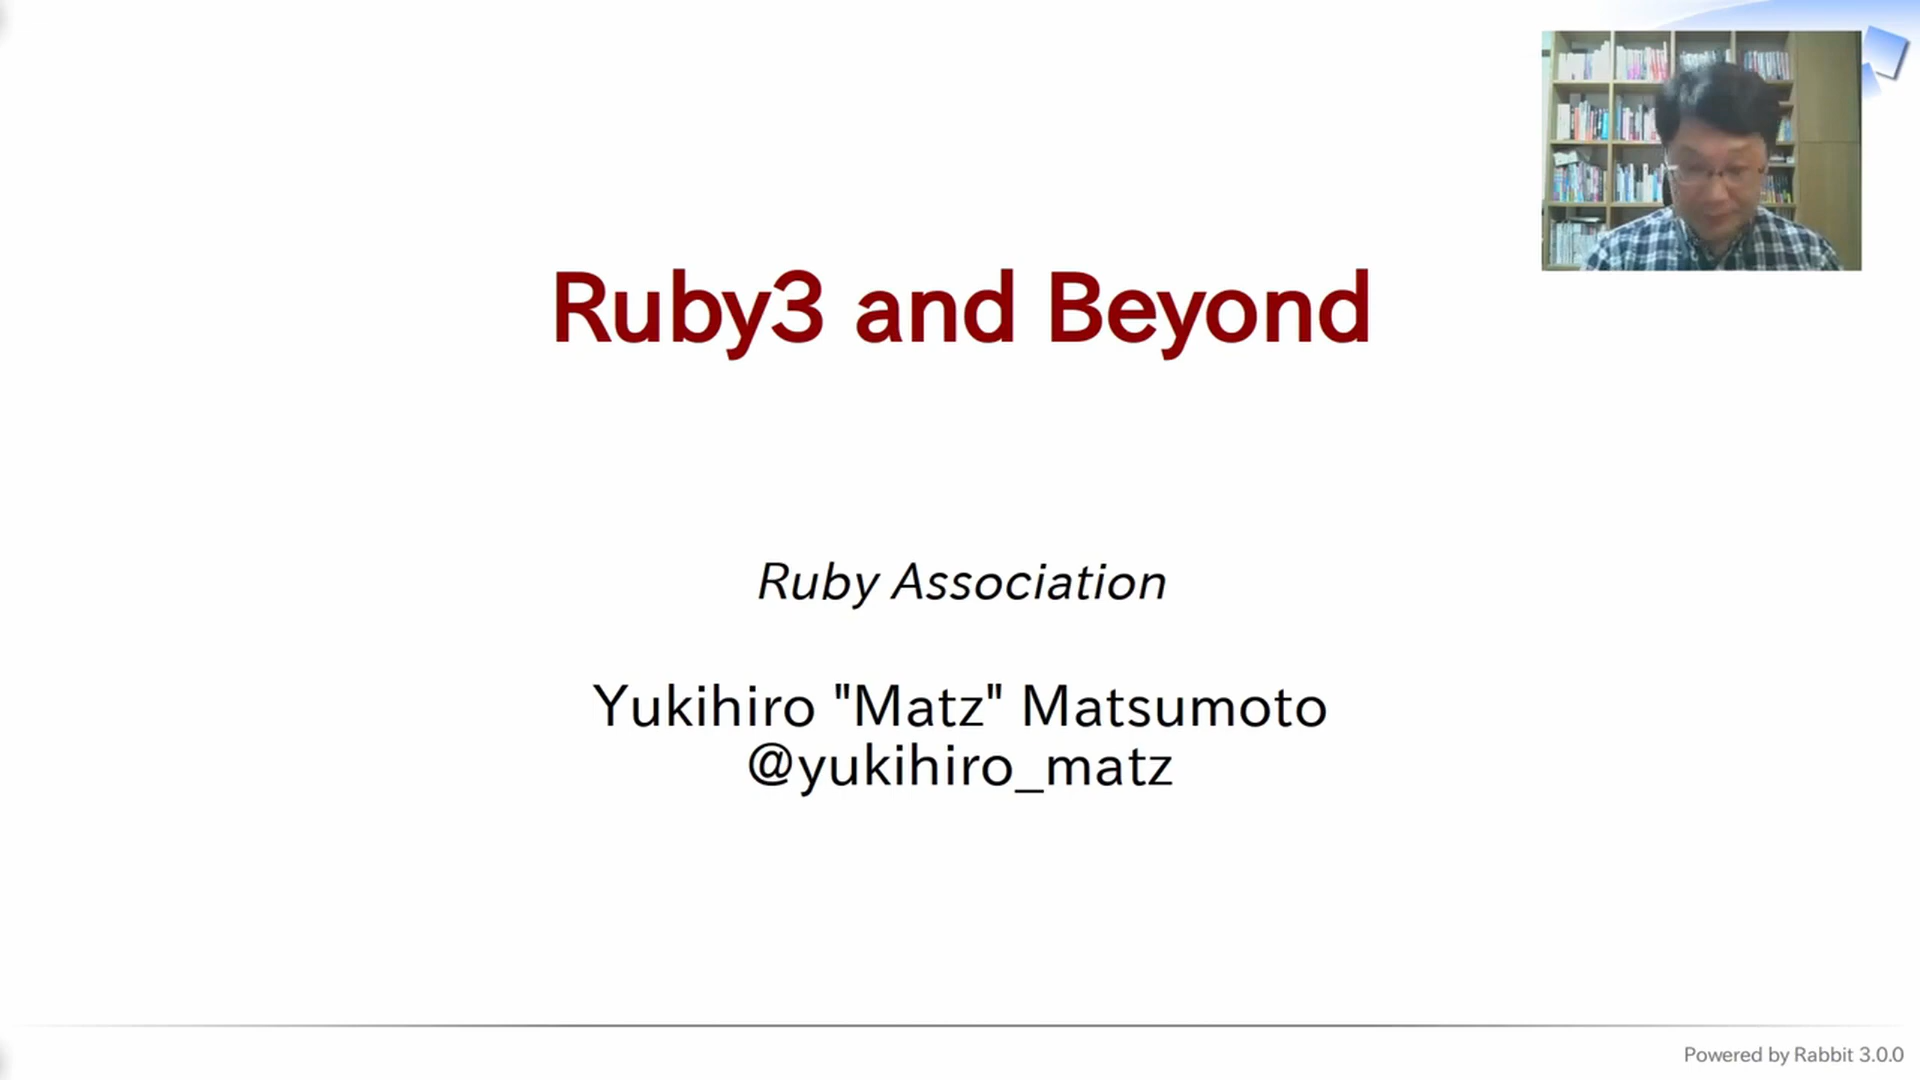 Ruby3 and Beyond
Ruby Association
Yukihiro "Matz" Matsumoto
@yukihiro_matz
Powered by Rabbit 3.0.0